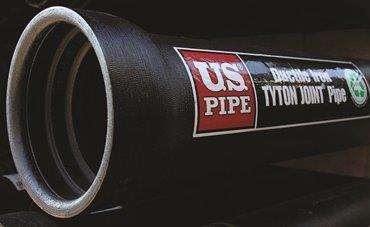 U.S.
PIPE
Ductile Iron
TYTON JOINT® Pipe